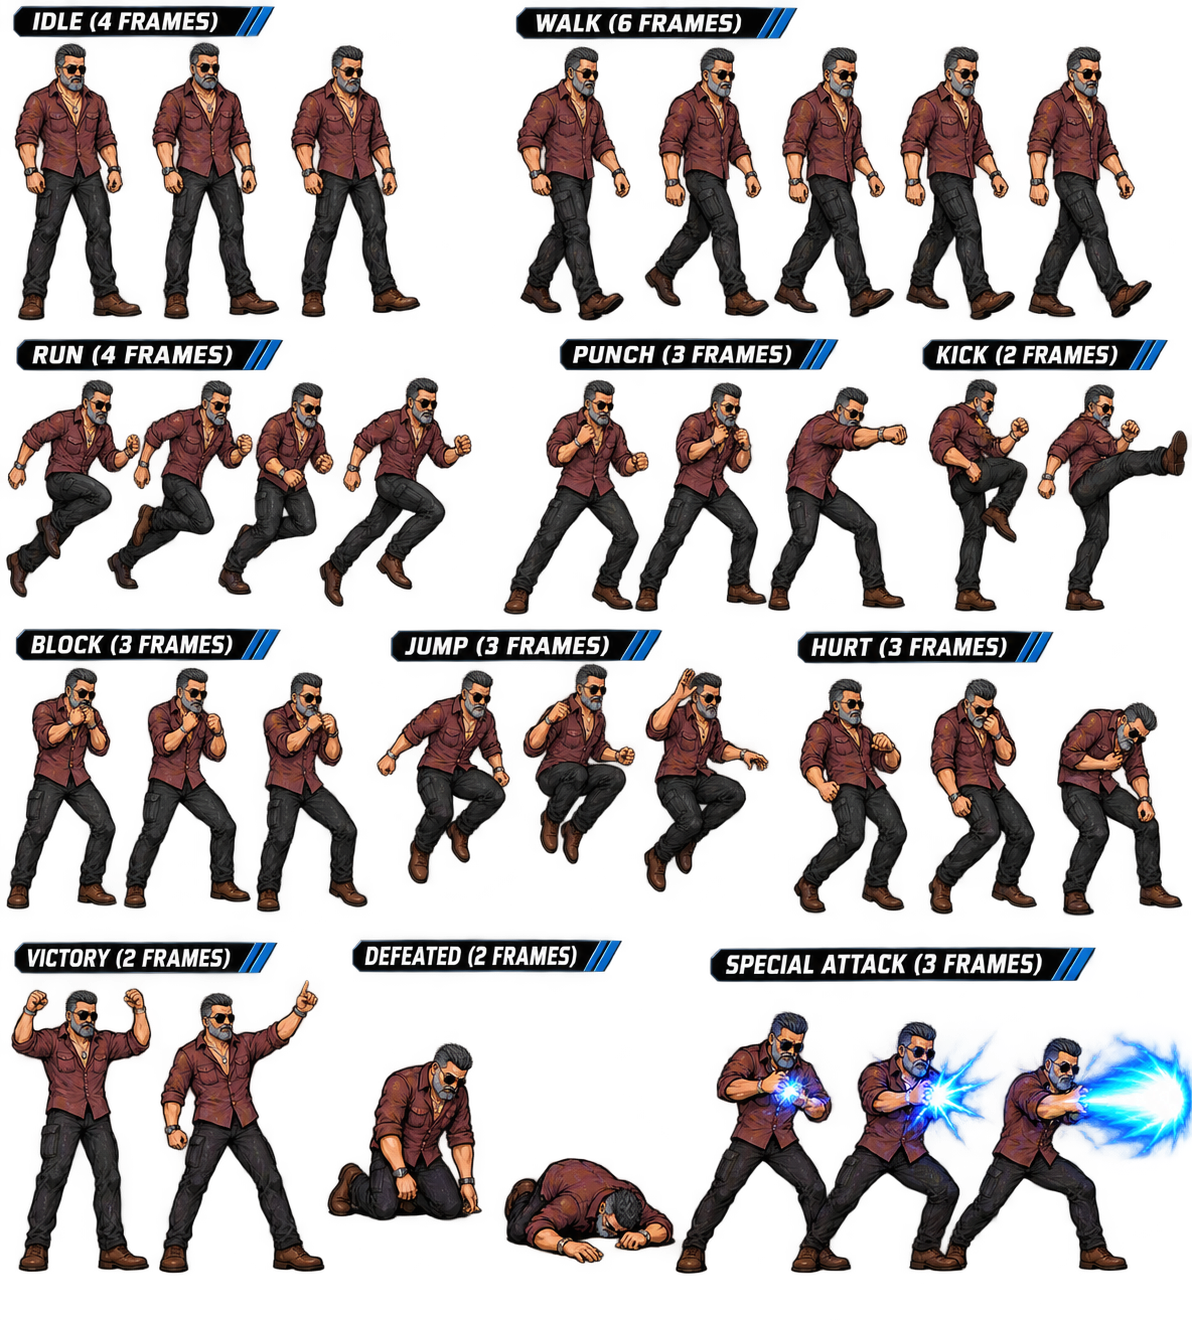 IDLE (4 FRAMES)
WALK (6 FRAMES)
RUN (4 FRAMES)
PUNCH (3 FRAMES)
KICK (2 FRAMES)
BLOCK (3 FRAMES)
JUMP (3 FRAMES)
HURT (3 FRAMES)
VICTORY (2 FRAMES)
DEFEATED (2 FRAMES)
SPECIAL ATTACK (3 FRAMES)